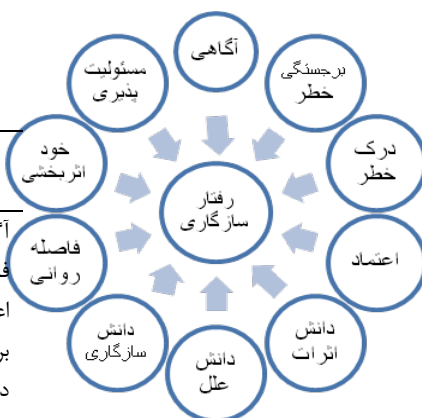 آگاهی
برجستگی
خطر
درک
خطر
اعتماد
دانش
اثرات
دانش
علل
دانش
سازگاری
فاصله
روانی
خود
اثربخشی
مسئولیت
پذیری
رفتار
سازگاری